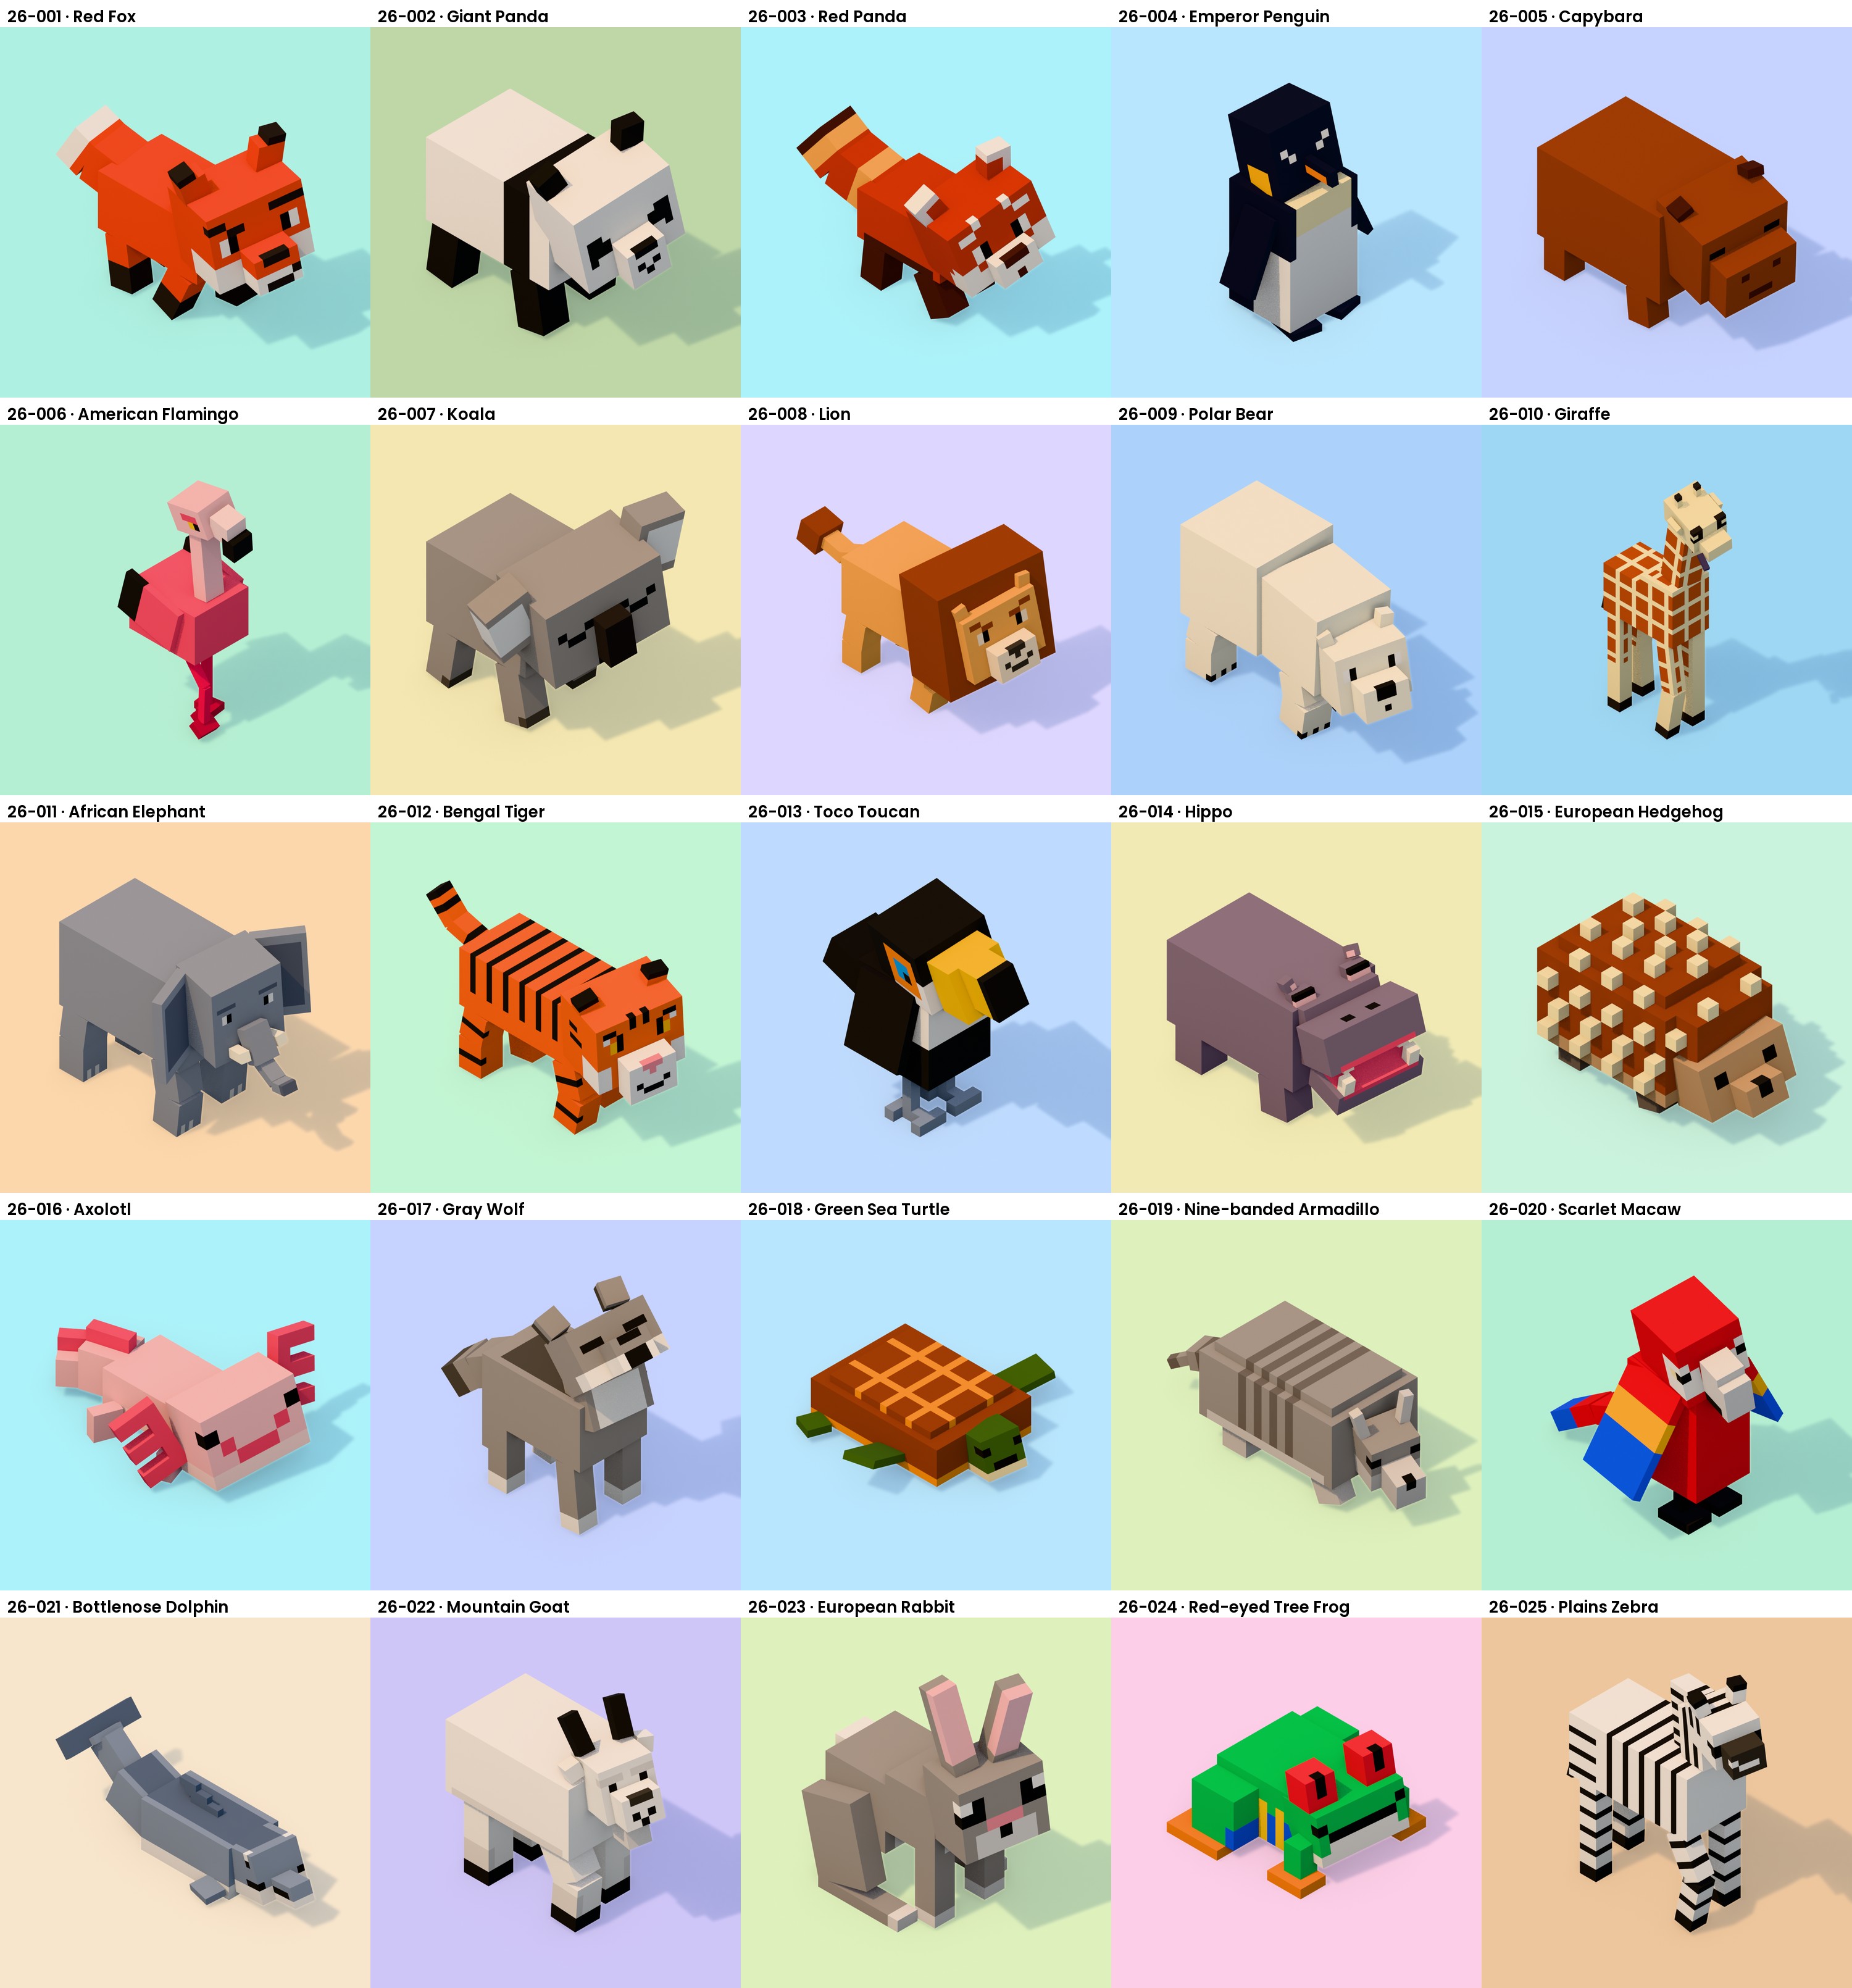 26-001 · Red Fox
26-002 · Giant Panda
26-003 · Red Panda
26-004 · Emperor Penguin
26-005 · Capybara
26-006 · American Flamingo
26-007 · Koala
26-008 · Lion
26-009 · Polar Bear
26-010 · Giraffe
26-011 · African Elephant
26-012 · Bengal Tiger
26-013 · Toco Toucan
26-014 · Hippo
26-015 · European Hedgehog
26-016 · Axolotl
26-017 · Gray Wolf
26-018 · Green Sea Turtle
26-019 · Nine-banded Armadillo
26-020 · Scarlet Macaw
26-021 · Bottlenose Dolphin
26-022 · Mountain Goat
26-023 · European Rabbit
26-024 · Red-eyed Tree Frog
26-025 · Plains Zebra